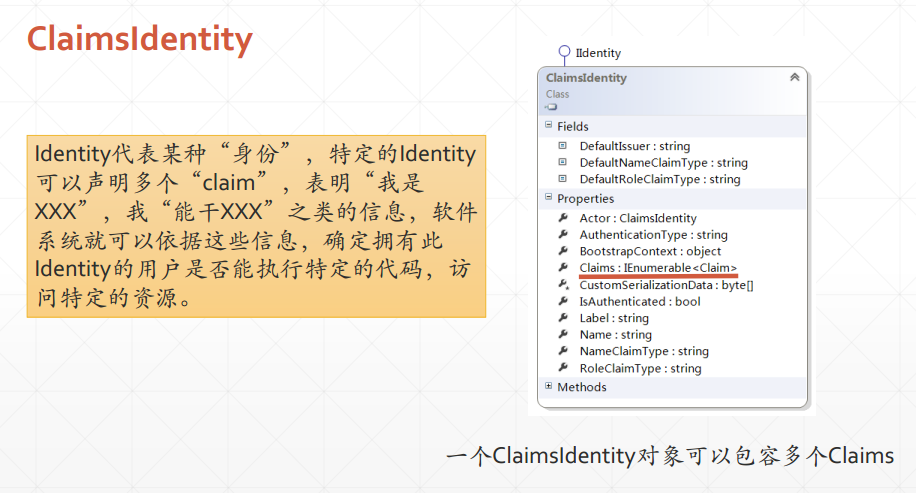 ClaimsIdentity
Identity代表某种“身份”，特定的Identity
可以声明多个“claim”，表明“我是
XXX”，我“能干XXX”之类的信息，软件
系统就可以依据这些信息，确定拥有此
Identity的用户是否能执行特定的代码，访
问特定的资源。
IIdentity
ClaimsIdentity
Class
Fields
DefaultIssuer : string
DefaultNameClaimType : string
DefaultRoleClaimType : string
Properties
Actor : ClaimsIdentity
AuthenticationType : string
BootstrapContext : object
Claims : IEnumerable<Claim>
CustomSerializationData : byte[]
IsAuthenticated : bool
Label : string
Name : string
NameClaimType : string
RoleClaimType : string
Methods
一个ClaimsIdentity对象可以包容多个Claims